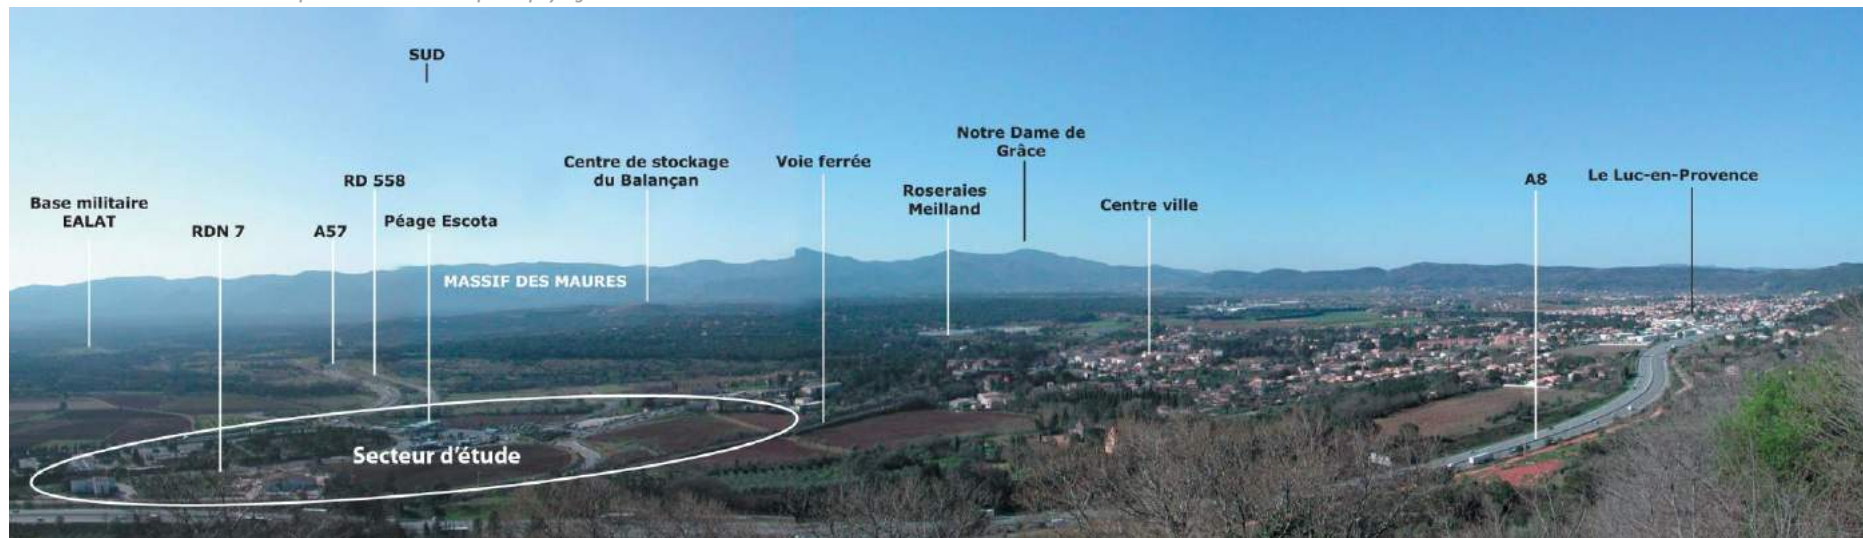 SUD
Notre Dame de
Grâce
Centre de stockage
du Balançan
Voie ferrée
RD 558
Roseraies
Meilland
A8
Le Luc-en-Provence
Base militaire
EALAT
RDN 7
A57
Péage Escota
Centre ville
MASSIF DES MAURES
Secteur d'étude